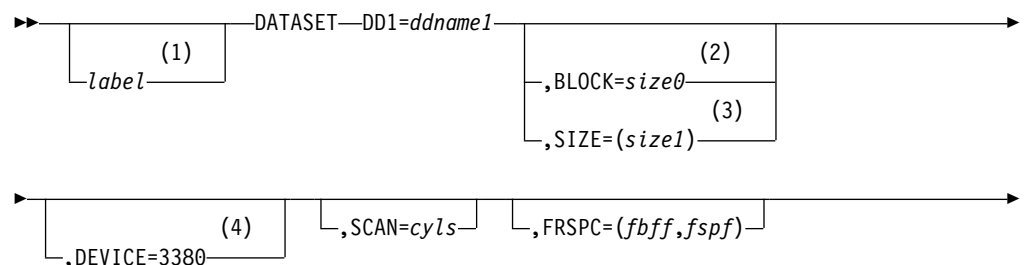 DATASET DD1=ddname1
(1)
label
(2)
,BLOCK=size0
(3)
,SIZE=(size1)
(4)
,DEVICE=3380
,SCAN=cyls
,FRSPC=(fbff,fspf)